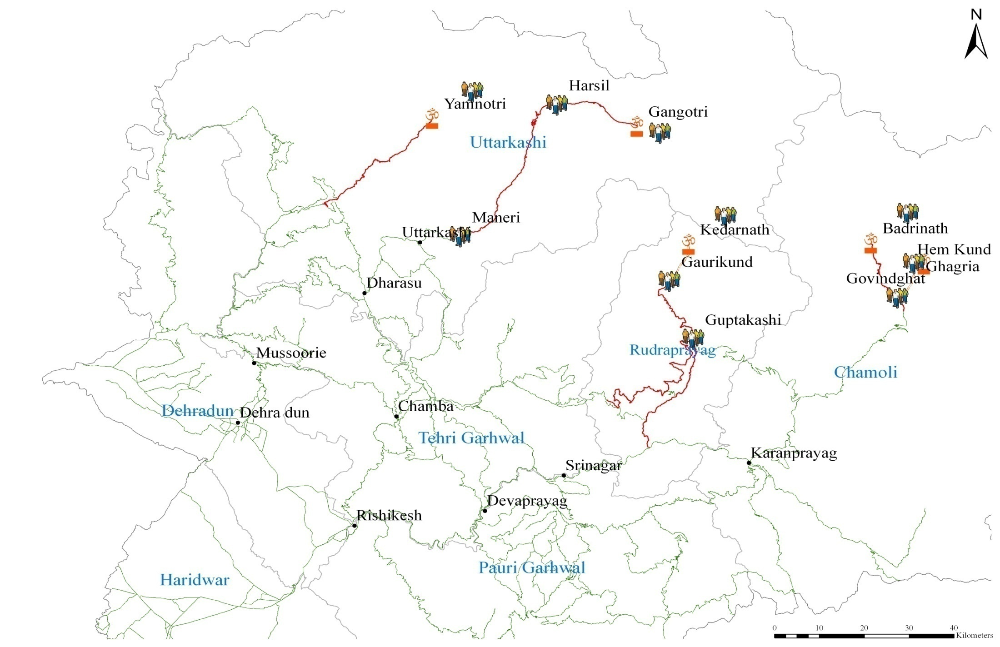 N
Harsil
Yamnotri
Gangotri
Uttarkashi
Maneri
Uttarkashi
Kedarnath
Badrinath
Hem Kund
Gaurikund
Ghagria
Govindghat
Dharasu
Guptakashi
Mussoorie
Rudraprayag
Chamoli
Chamba
Dehradun
Dehra dun
Tehri Garhwal
Karanprayag
Srinagar
Devaprayag
Rishikesh
Pauri Garhwal
Haridwar
0 10 20 30 40
Kilometers
ॐ
ॐ
ॐ
ॐ